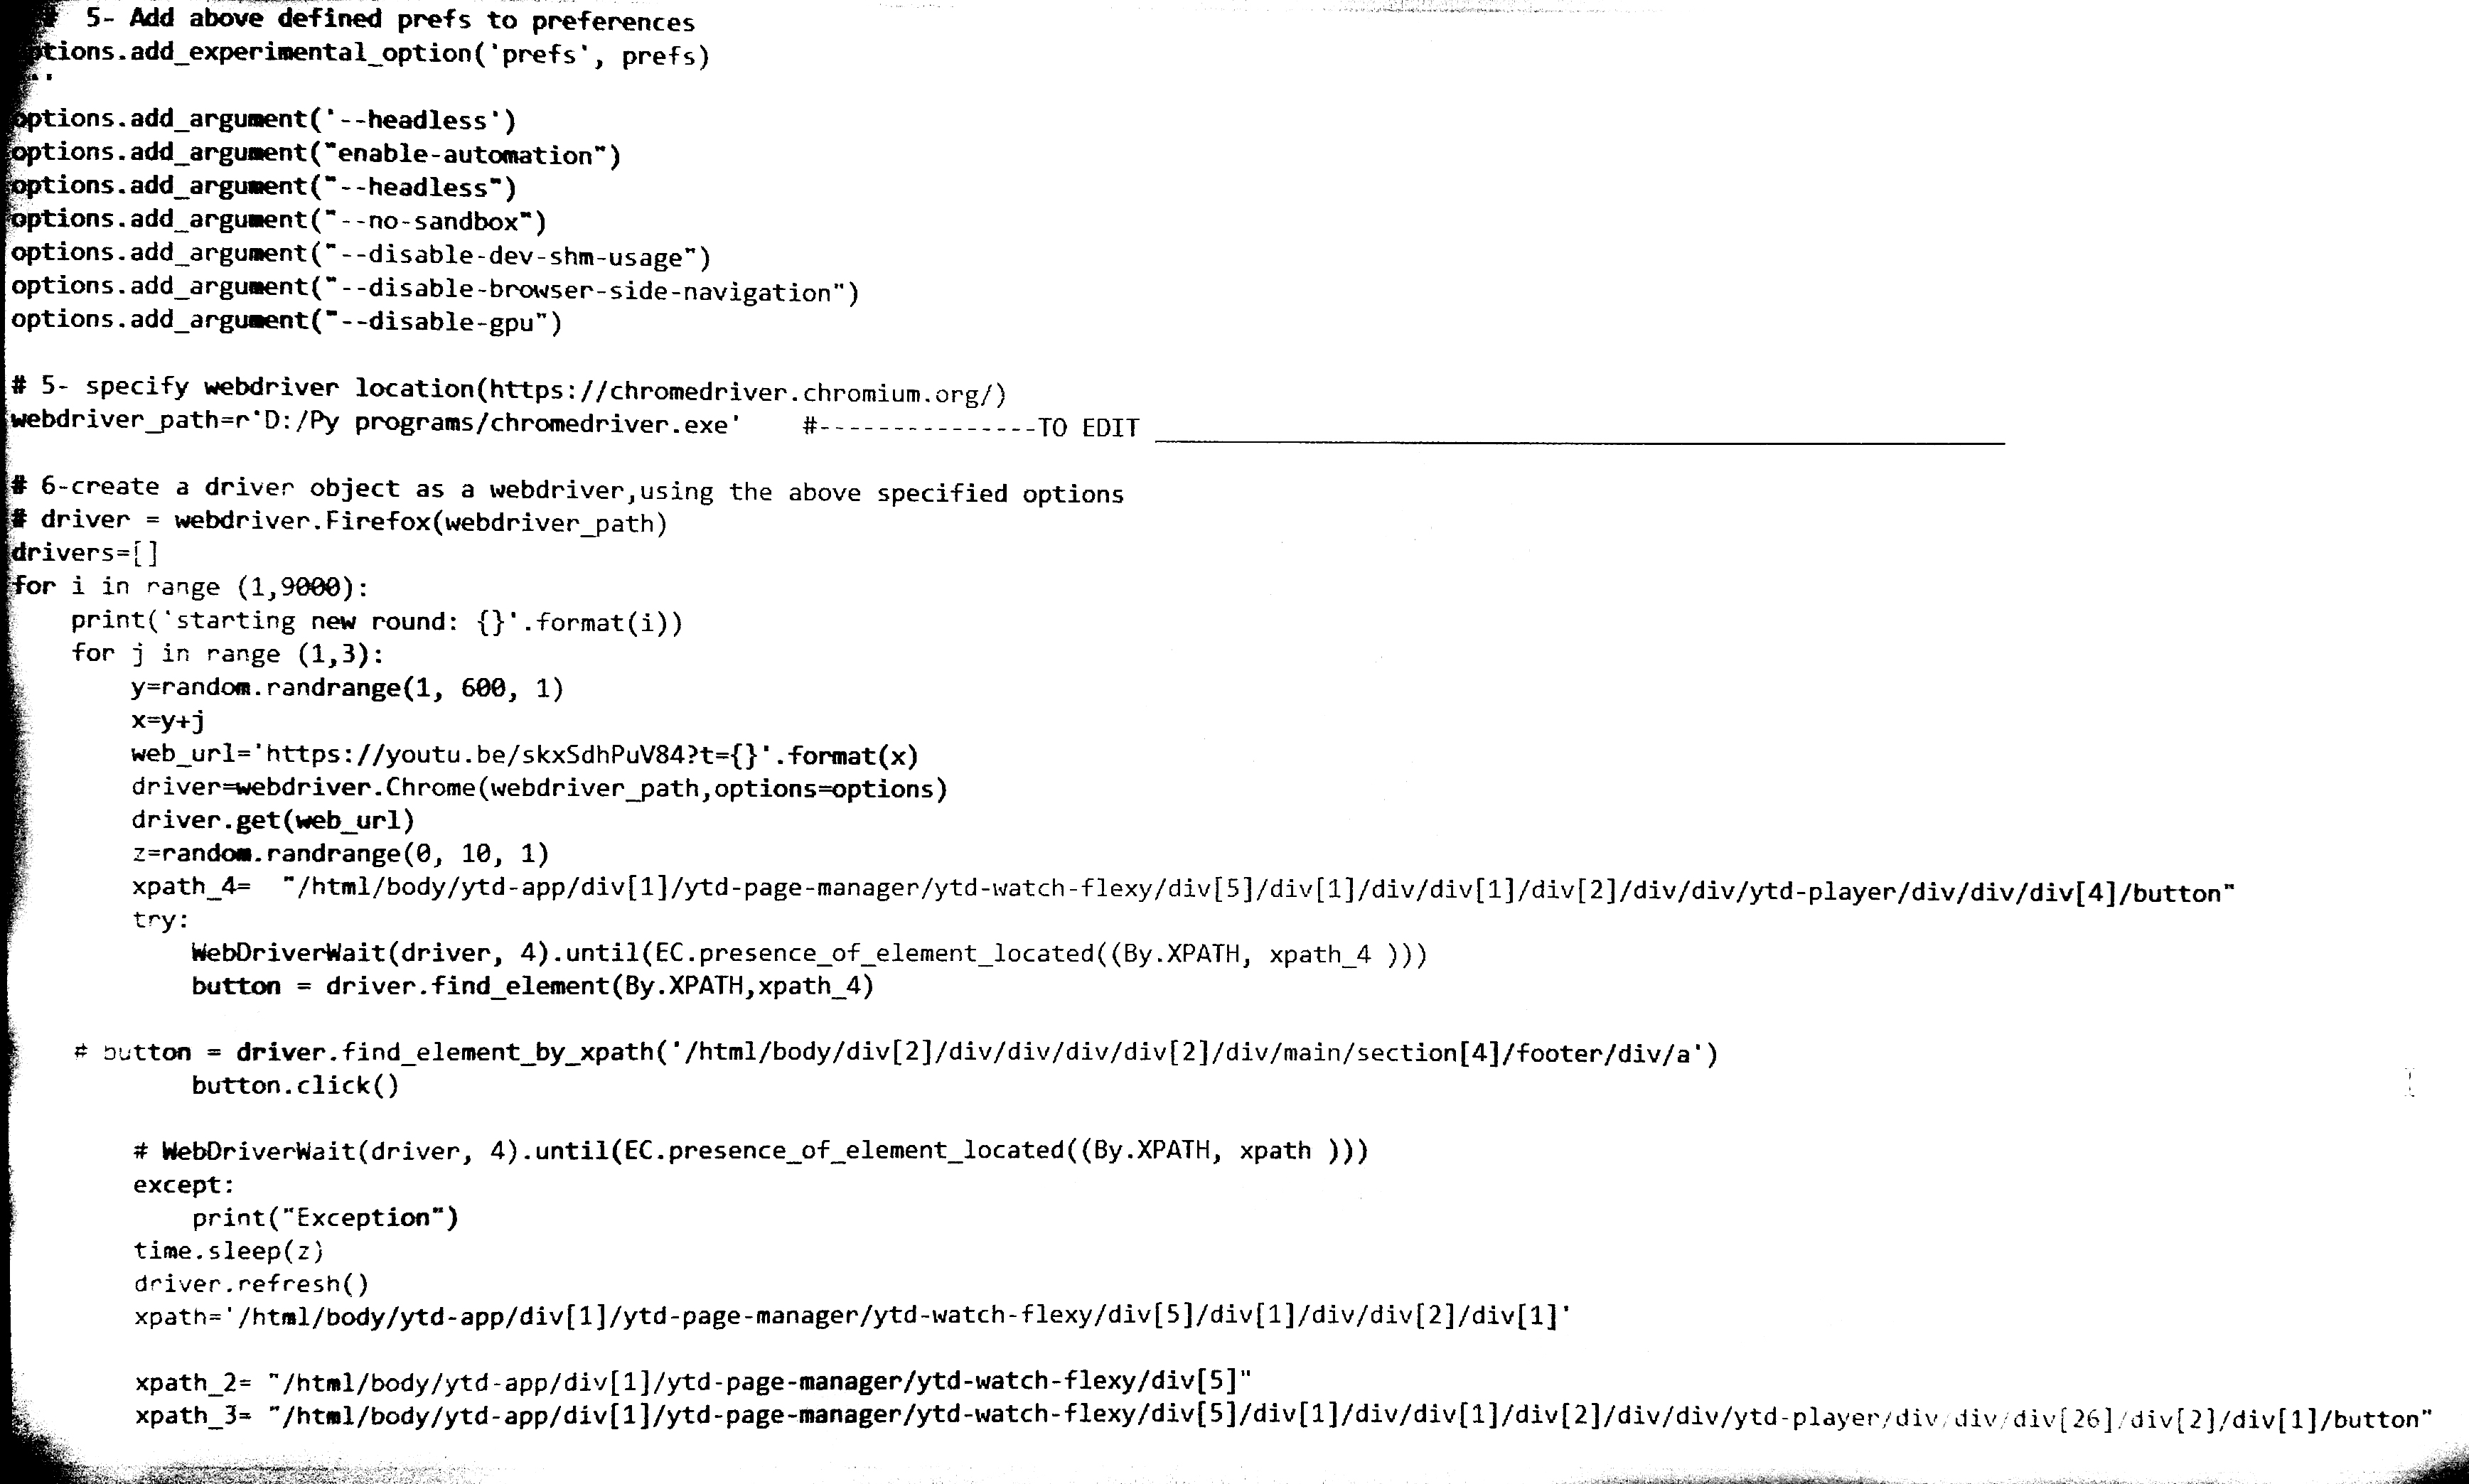 #  5- Add above defined prefs to preferences
options.add_experimental_option('prefs', prefs)
''
options.add_argument('--headless')
options.add_argument("enable-automation")
options.add_argument("--headless")
options.add_argument("--no-sandbox")
options.add_argument("--disable-dev-shm-usage")
options.add_argument("--disable-browser-side-navigation")
options.add_argument("--disable-gpu")
# 5- specify webdriver location(https://chromedriver.chromium.org/)
webdriver_path=r'D:/Py programs/chromedriver.exe'    #---------------TO EDIT
# 6-create a driver object as a webdriver,using the above specified options
# driver = webdriver.Firefox(webdriver_path)
drivers=[]
for i in range (1,9000):
    print('starting new round: {}'.format(i))
    for j in range (1,3):
        y=random.randrange(1, 600, 1)
        x=y+j
        web_url='https://youtu.be/skxSdhPuV84?t={}'.format(x)
        driver=webdriver.Chrome(webdriver_path,options=options)
        driver.get(web_url)
        z=random.randrange(0, 10, 1)
        xpath_4=  "/html/body/ytd-app/div[1]/ytd-page-manager/ytd-watch-flexy/div[5]/div[1]/div/div[1]/div[2]/div/div/ytd-player/div/div/div[4]/button"
        try:
            WebDriverWait(driver, 4).until(EC.presence_of_element_located((By.XPATH, xpath_4 )))
            button = driver.find_element(By.XPATH,xpath_4)
    # button = driver.find_element_by_xpath('/html/body/div[2]/div/div/div/div[2]/div/main/section[4]/footer/div/a')
            button.click()
        # WebDriverWait(driver, 4).until(EC.presence_of_element_located((By.XPATH, xpath )))
        except:
            print("Exception")
        time.sleep(z)
        driver.refresh()
        xpath='/html/body/ytd-app/div[1]/ytd-page-manager/ytd-watch-flexy/div[5]/div[1]/div/div[2]/div[1]'
        xpath_2= "/html/body/ytd-app/div[1]/ytd-page-manager/ytd-watch-flexy/div[5]"
        xpath_3= "/html/body/ytd-app/div[1]/ytd-page-manager/ytd-watch-flexy/div[5]/div[1]/div/div[1]/div[2]/div/div/ytd-player/div/div/div[26]/div[2]/div[1]/button"